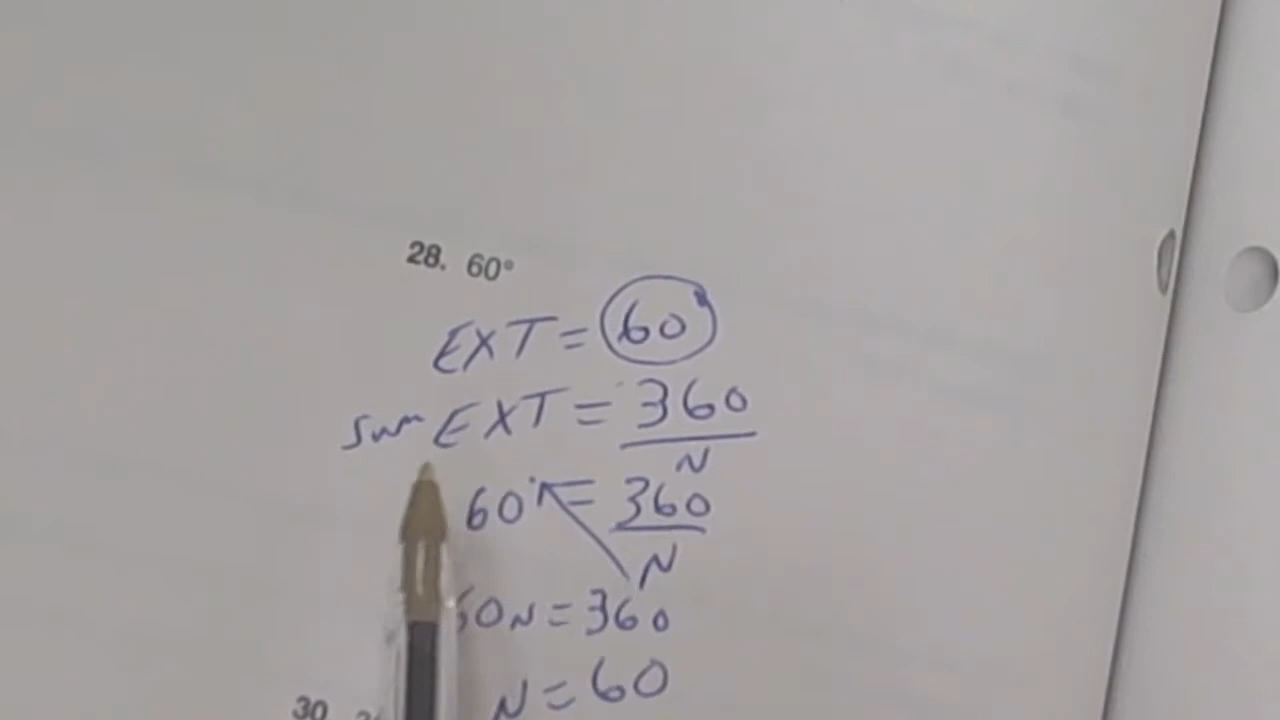 28. 60°
EXT = 60°
Sum EXT = 360
N
60° = 360
N
60N = 360
N = 60
30